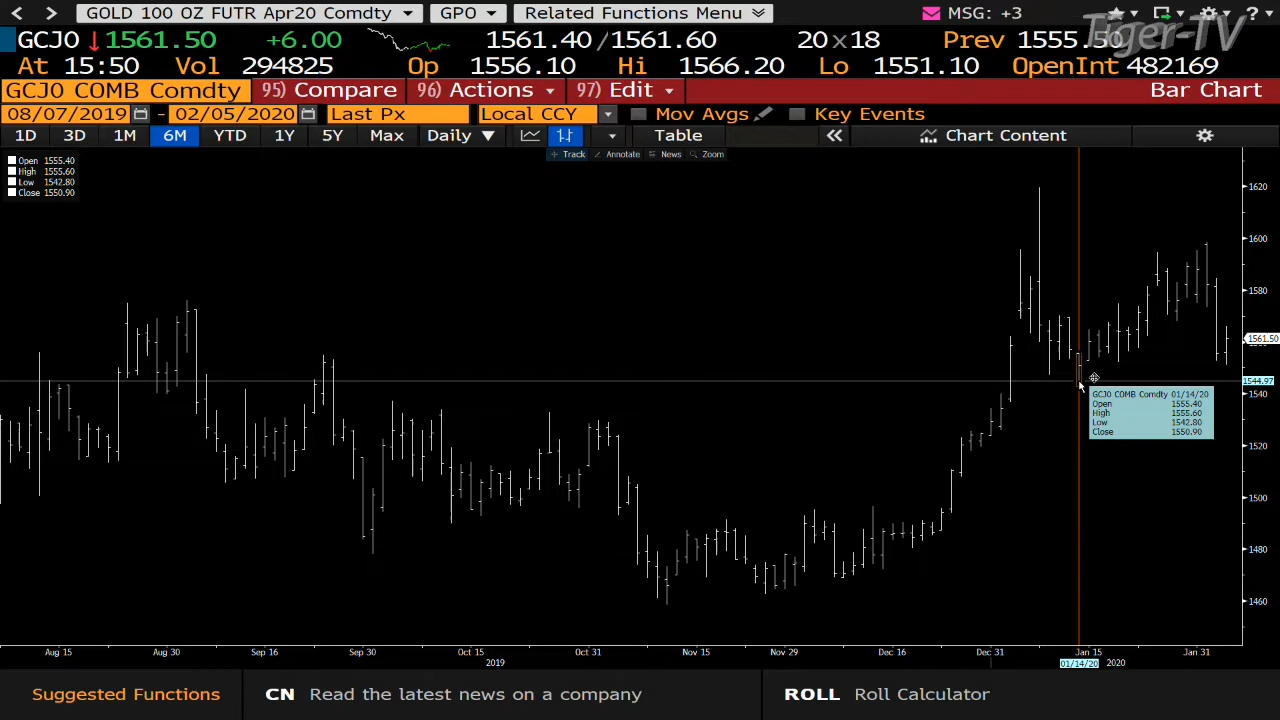 GOLD 100 OZ FUTR Apr20 Comdty GPO Related Functions Menu MSG: +3 ?
Tiger-TV
GCJ0 ↓1561.50 +6.00 1561.40/1561.60 20x18 Prev 1555.50
At 15:50 Vol 294825 Op 1556.10 Hi 1566.20 Lo 1551.10 OpenInt 482169
GCJ0 COMB Comdty 95) Compare 96) Actions 97) Edit Bar Chart
08/07/2019 - 02/05/2020 Last Px Local CCY Mov Avgs Key Events
1D 3D 1M 6M YTD 1Y 5Y Max Daily ▼ Table Chart Content
Track Annotate News Zoom
Open 1555.40
High 1555.60
Low 1542.80
Close 1550.90
1620
1600
1580
1561.50
1544.97
1540
1520
1500
1480
1460
GCJ0 COMB Comdty 01/14/20
Open 1555.40
High 1555.60
Low 1542.80
Close 1550.90
Aug 15 Aug 30 Sep 16 Sep 30 Oct 15 Oct 31 Nov 15 Nov 29 Dec 16 Dec 31 Jan 15 Jan 31
2019 01/14/20 2020
Suggested Functions CN Read the latest news on a company ROLL Roll Calculator